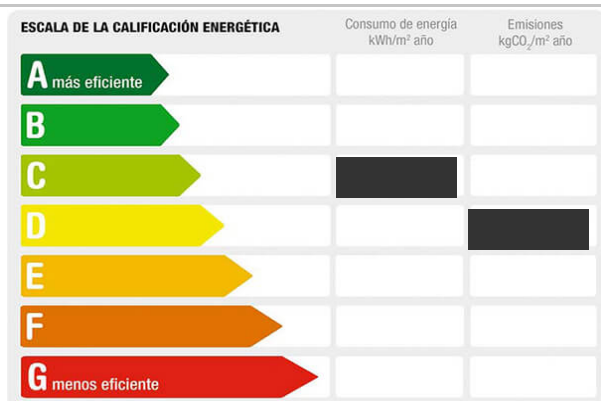 ESCALA DE LA CALIFICACIÓN ENERGÉTICA
Consumo de energía
kWh/m² año
Emisiones
kgCO₂/m² año
A más eficiente
B
C
D
E
F
G menos eficiente